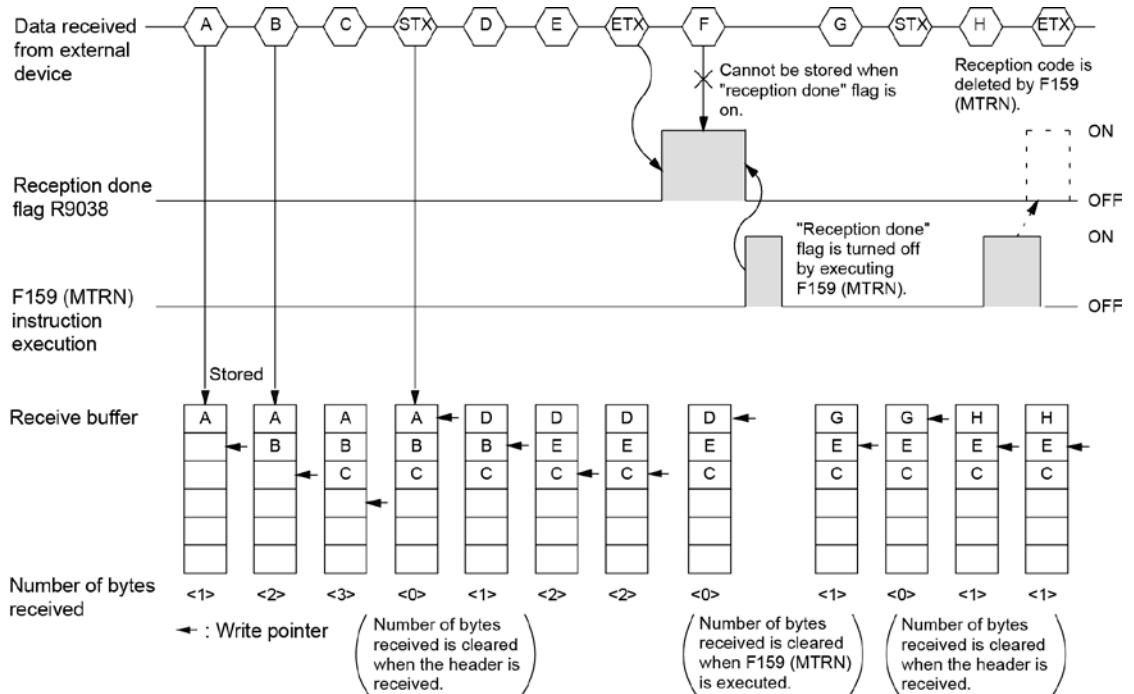 Data received
from external
device
A B C STX D E ETX F G STX H ETX
Cannot be stored when
"reception done" flag is
on.
Reception code is
deleted by F159
(MTRN).
ON
Reception done
flag R9038
OFF
ON
"Reception done"
flag is turned off
by executing
F159 (MTRN).
F159 (MTRN)
instruction
execution
OFF
Stored
Receive buffer
A A A A D D D D G G H H
B B B B E E E E E E E
C C C C C C C C C C
Number of bytes
received
<1> <2> <3> <0> <1> <2> <2> <0> <1> <0> <1> <1>
: Write pointer
(Number of bytes
received is cleared
when the header is
received.)
(Number of bytes
received is cleared
when F159 (MTRN)
is executed.)
(Number of bytes
received is cleared
when the header is
received.)